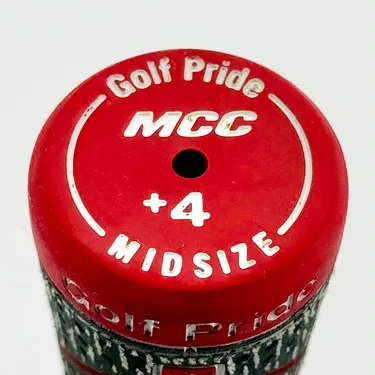 Golf Pride
MCC
+4
MIDSIZE
Golf Pride